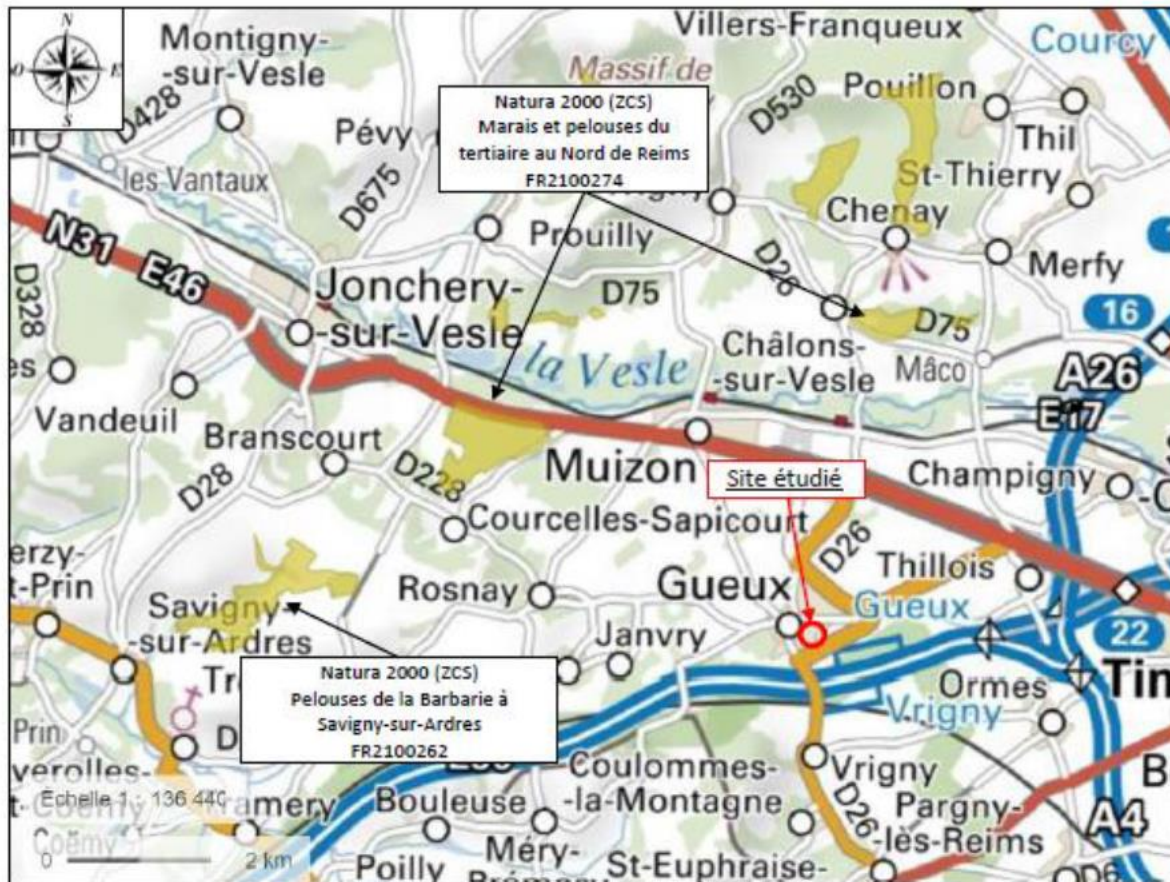 N
O
E
S
Montigny-
-sur-Vesle
Villers-Franqueux
Courcy
Massif de
Pouillon
D428
Pévy
D530
Thil
Natura 2000 (ZCS)
Marais et pelouses du
tertiaire au Nord de Reims
FR2100274
les Vantaux
D675
St-Thierry
Chenay
Prouilly
N31
E46
D328
Jonchery-
-sur-Vesle
D75
D26
Merfy
D75
16
la Vesle
Châlons-
-sur-Vesle
Mâco
A26
E17
Vandeuil
Branscourt
D28
D228
Muizon
Site étudié
Champigny
Courcelles-Sapicourt
D26
Thillois
Rosnay
Gueux
Gueux
22
Savigny-
-sur-Ardres
Janvry
Natura 2000 (ZCS)
Pelouses de la Barbarie à
Savigny-sur-Ardres
FR2100262
Ormes
Vrigny
Prin
Vrigny
Coulommes-
-la-Montagne
Pargny-
-lès-Reims
D26
A4
Echelle 1 : 136 440
0
2 km
Bouleuse
Méry-
Poilly
St-Euphraise-
D6